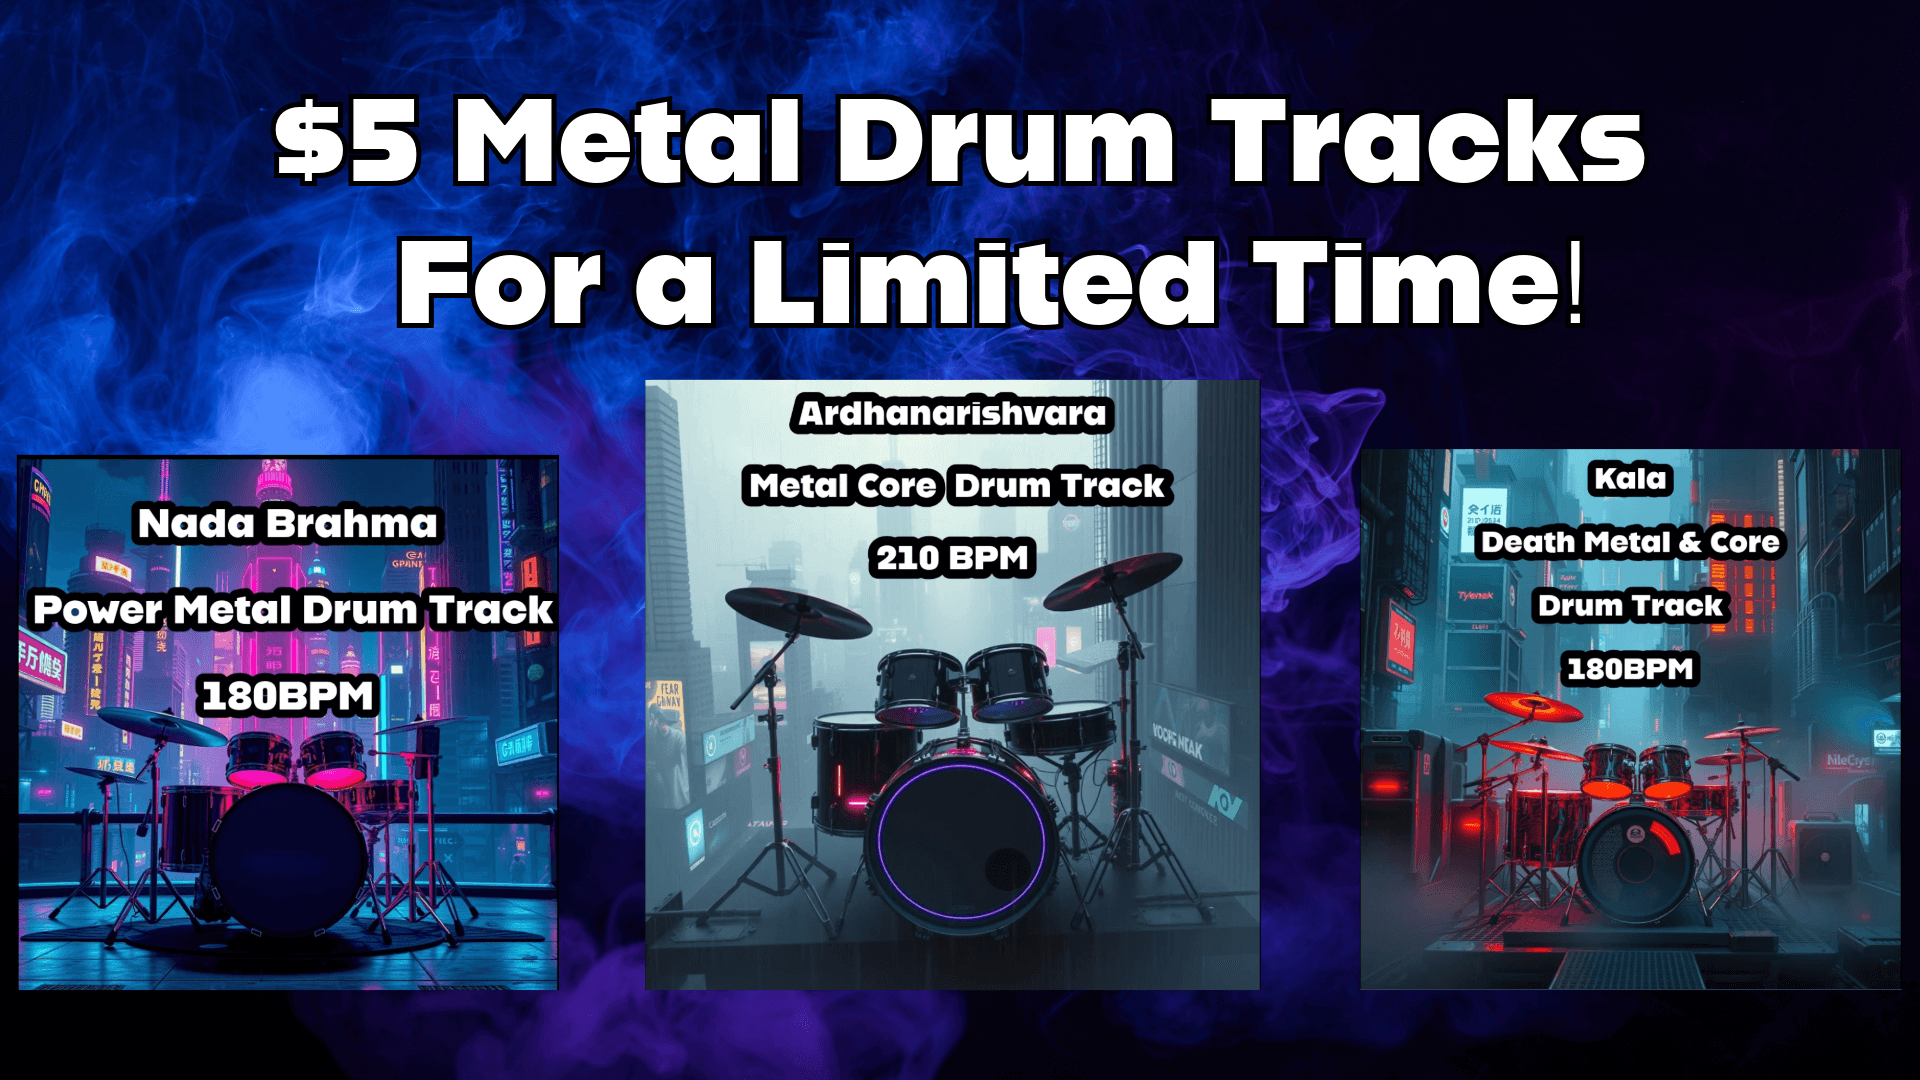 $5 Metal Drum Tracks
For a Limited Time!
Nada Brahma
Power Metal Drum Track
180BPM
Ardhanarishvara
Metal Core Drum Track
210 BPM
Kala
Death Metal & Core
Drum Track
180BPM